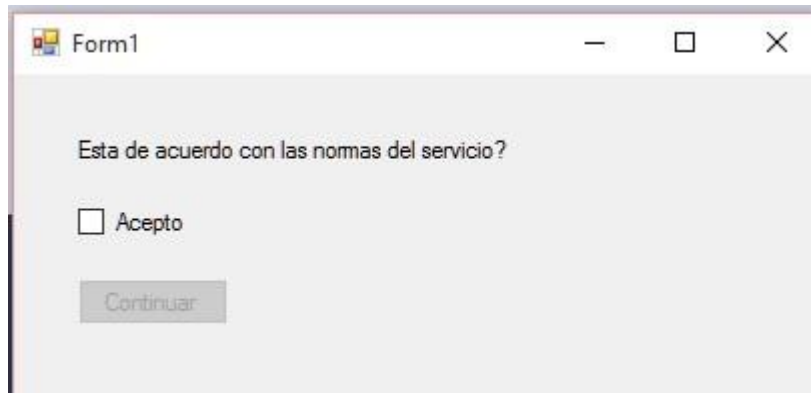 Form1
Esta de acuerdo con las normas del servicio?
Acepto
Continuar